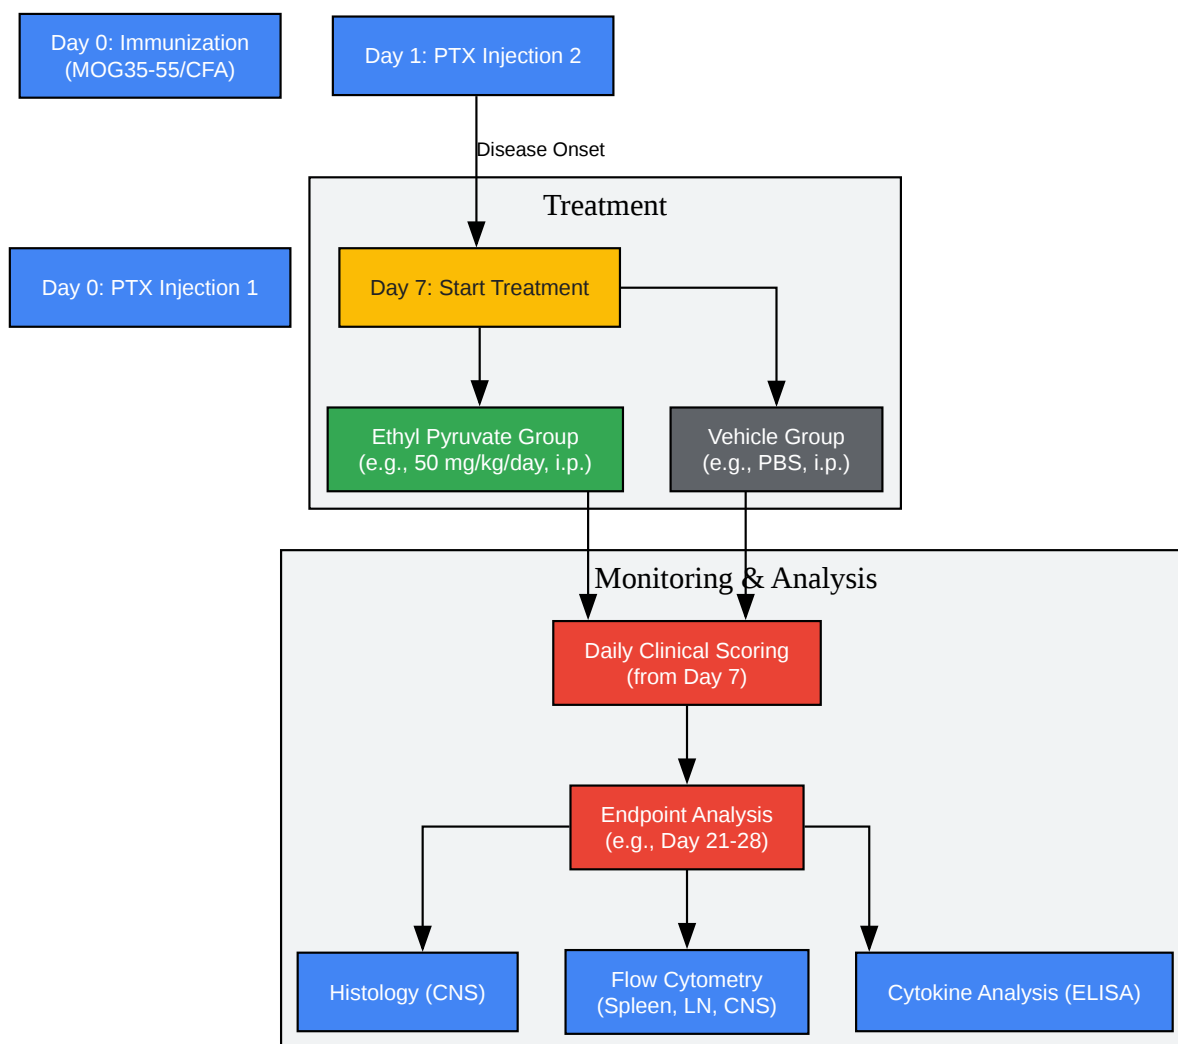 Day 0: Immunization
(MOG35-55/CFA)
Day 1: PTX Injection 2
Disease Onset
Treatment
Day 0: PTX Injection 1
Day 7: Start Treatment
Ethyl Pyruvate Group
(e.g., 50 mg/kg/day, i.p.)
Vehicle Group
(e.g., PBS, i.p.)
Monitoring & Analysis
Daily Clinical Scoring
(from Day 7)
Endpoint Analysis
(e.g., Day 21-28)
Histology (CNS)
Flow Cytometry
(Spleen, LN, CNS)
Cytokine Analysis (ELISA)